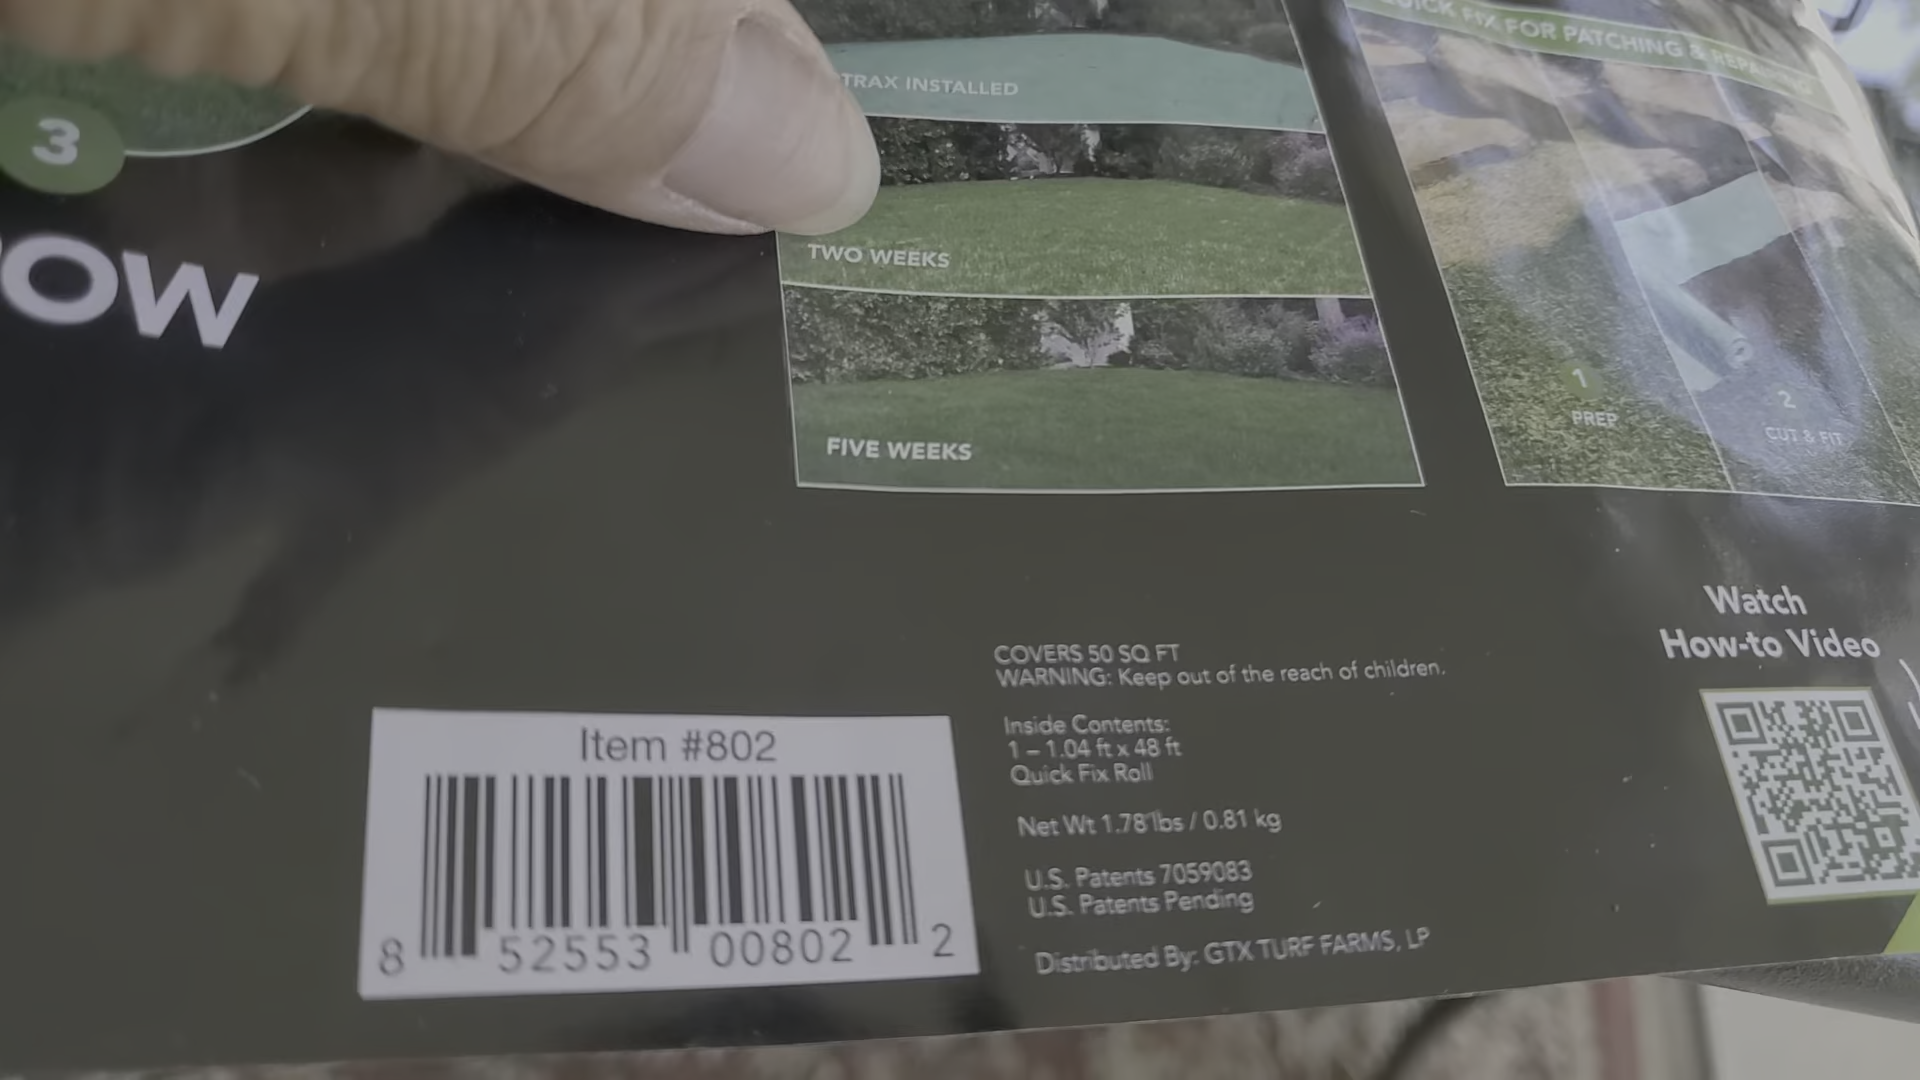 QUICK FIX FOR PATCHING & REPAIRING
TRAX INSTALLED
3
OW
TWO WEEKS
FIVE WEEKS
1
PREP
2
CUT & FIT
Watch
How-to Video
COVERS 50 SQ FT
WARNING: Keep out of the reach of children.
Inside Contents:
1 – 1.04 ft x 48 ft
Quick Fix Roll
Net Wt 1.78 lbs / 0.81 kg
U.S. Patents 7059083
U.S. Patents Pending
Distributed By: GTX TURF FARMS, LP
Item #802
8 52553 00802 2